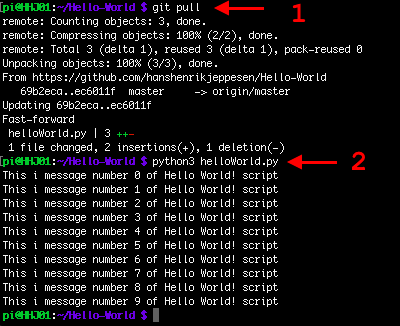 [pi@HHJ01:~/Hello-World $ git pull 1
remote: Counting objects: 3, done.
remote: Compressing objects: 100% (2/2), done.
remote: Total 3 (delta 1), reused 3 (delta 1), pack-reused 0
Unpacking objects: 100% (3/3), done.
From https://github.com/hanshenrikjeppesen/Hello-World
69b2eca..ec6011f master -> origin/master
Updating 69b2eca..ec6011f
Fast-forward
helloWorld.py | 3 ++-
1 file changed, 2 insertions(+), 1 deletion(-)
[pi@HHJ01:~/Hello-World $ python3 helloWorld.py 2
This i message number 0 of Hello World! script
This i message number 1 of Hello World! script
This i message number 2 of Hello World! script
This i message number 3 of Hello World! script
This i message number 4 of Hello World! script
This i message number 5 of Hello World! script
This i message number 6 of Hello World! script
This i message number 7 of Hello World! script
This i message number 8 of Hello World! script
This i message number 9 of Hello World! script
pi@HHJ01:~/Hello-World $